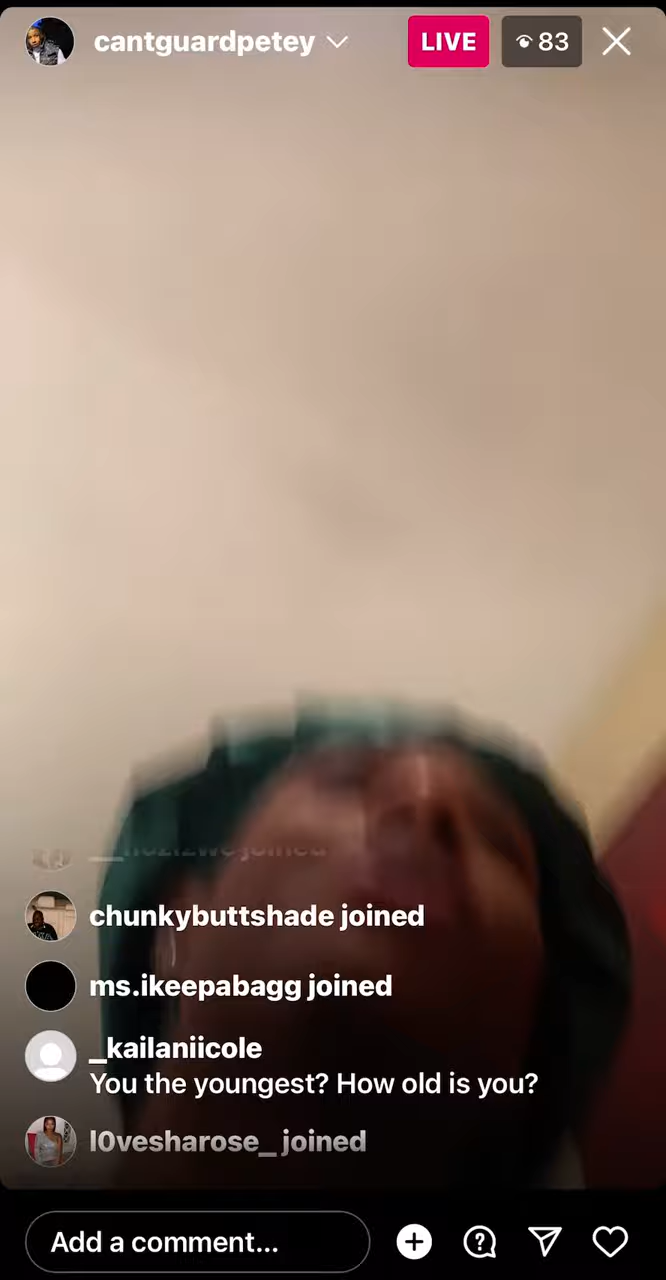 cantguardpetey
LIVE
83
joined
chunkybuttshade joined
ms.ikeepabagg joined
_kailaniicole
You the youngest? How old is you?
l0vesharose_ joined
Add a comment...